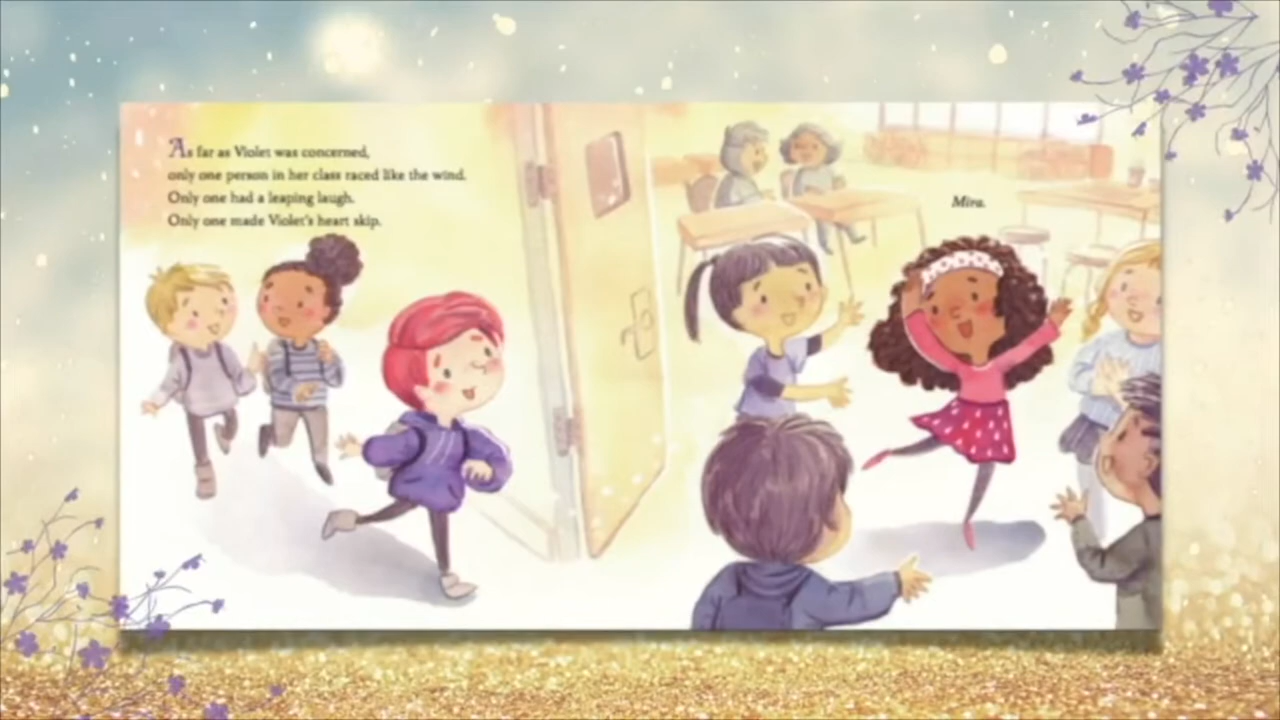 As far as Violet was concerned,
only one person in her class raced like the wind.
Only one had a leaping laugh.
Only one made Violet's heart skip.
Mira.